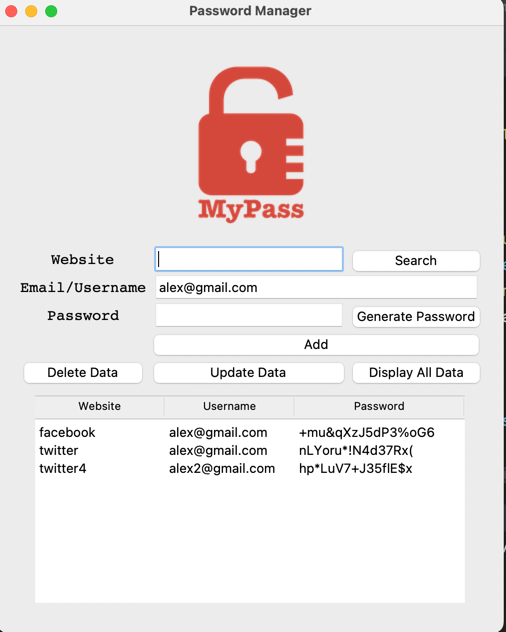 Password Manager
MyPass
Website Search
Email/Username alex@gmail.com
Password Generate Password
Add
Delete Data Update Data Display All Data
Website Username Password
facebook alex@gmail.com +mu&qXzJ5dP3%oG6
twitter alex@gmail.com nLYoru*!N4d37Rx(
twitter4 alex2@gmail.com hp*LuV7+J35flE$x